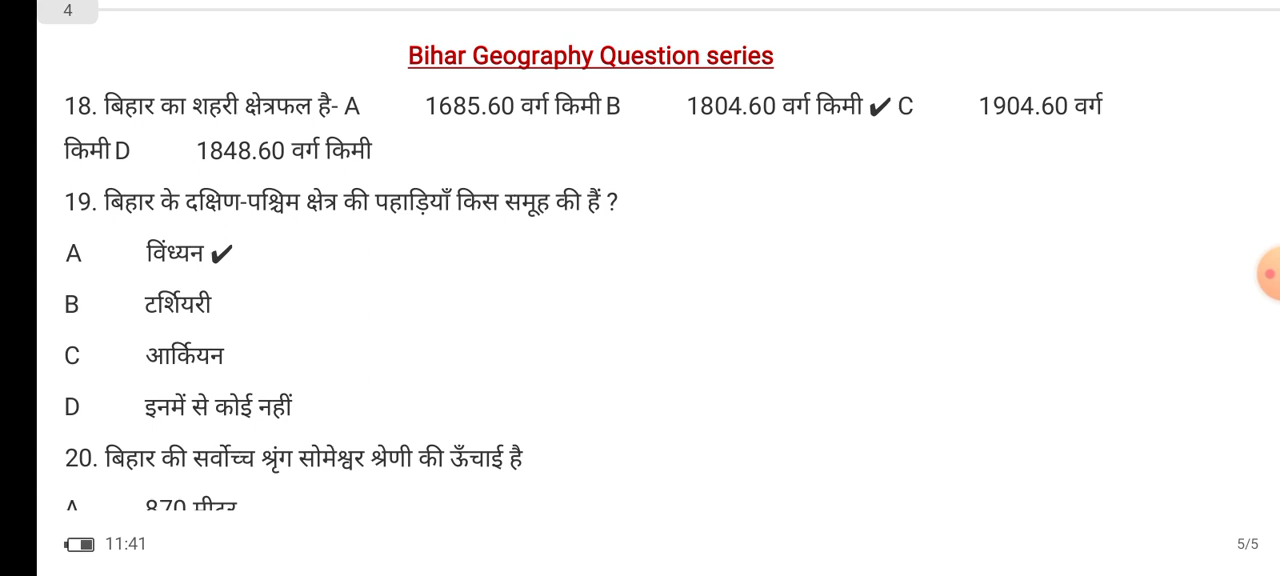 4
Bihar Geography Question series
18. बिहार का शहरी क्षेत्रफल है- A 1685.60 वर्ग किमी B 1804.60 वर्ग किमी ✔ C 1904.60 वर्ग
किमी D 1848.60 वर्ग किमी
19. बिहार के दक्षिण-पश्चिम क्षेत्र की पहाड़ियाँ किस समूह की हैं ?
A विंध्यन ✔
B टर्शियरी
C आर्कियन
D इनमें से कोई नहीं
20. बिहार की सर्वोच्च श्रृंग सोमेश्वर श्रेणी की ऊँचाई है
A 870 मीटर
11:41 5/5